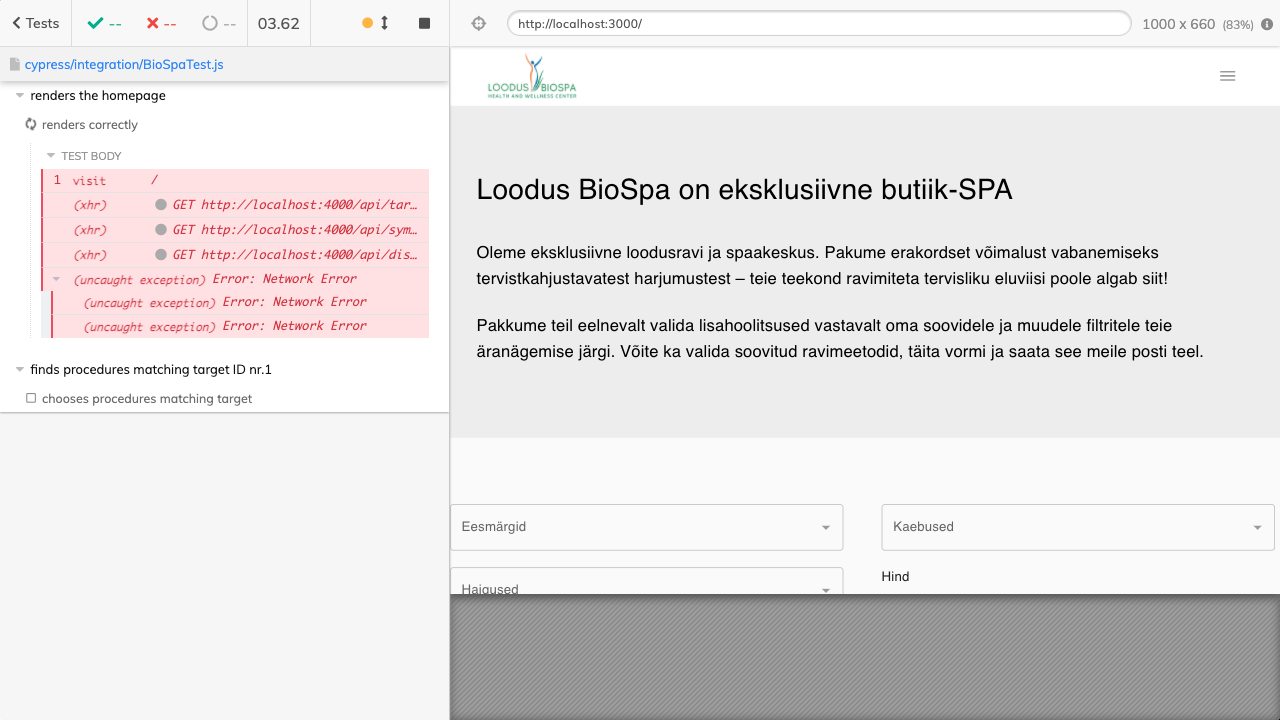 Tests
--
--
--
03.62
http://localhost:3000/
1000 x 660 (83%)
cypress/integration/BioSpaTest.js
renders the homepage
renders correctly
TEST BODY
1 visit /
(xhr) GET http://localhost:4000/api/tar…
(xhr) GET http://localhost:4000/api/sym…
(xhr) GET http://localhost:4000/api/dis…
(uncaught exception) Error: Network Error
(uncaught exception) Error: Network Error
(uncaught exception) Error: Network Error
finds procedures matching target ID nr.1
chooses procedures matching target
LOODUS BIOSPA
HEALTH AND WELLNESS CENTER
Loodus BioSpa on eksklusiivne butiik-SPA
Oleme eksklusiivne loodusravi ja spaakeskus. Pakume erakordset võimalust vabanemiseks
tervistkahjustavatest harjumustest – teie teekond ravimiteta tervisliku eluviisi poole algab siit!
Pakkume teil eelnevalt valida lisahoolitsused vastavalt oma soovidele ja muudele filtritele teie
äranägemise järgi. Võite ka valida soovitud ravimeetodid, täita vormi ja saata see meile posti teel.
Eesmärgid
Kaebused
Haigused
Hind